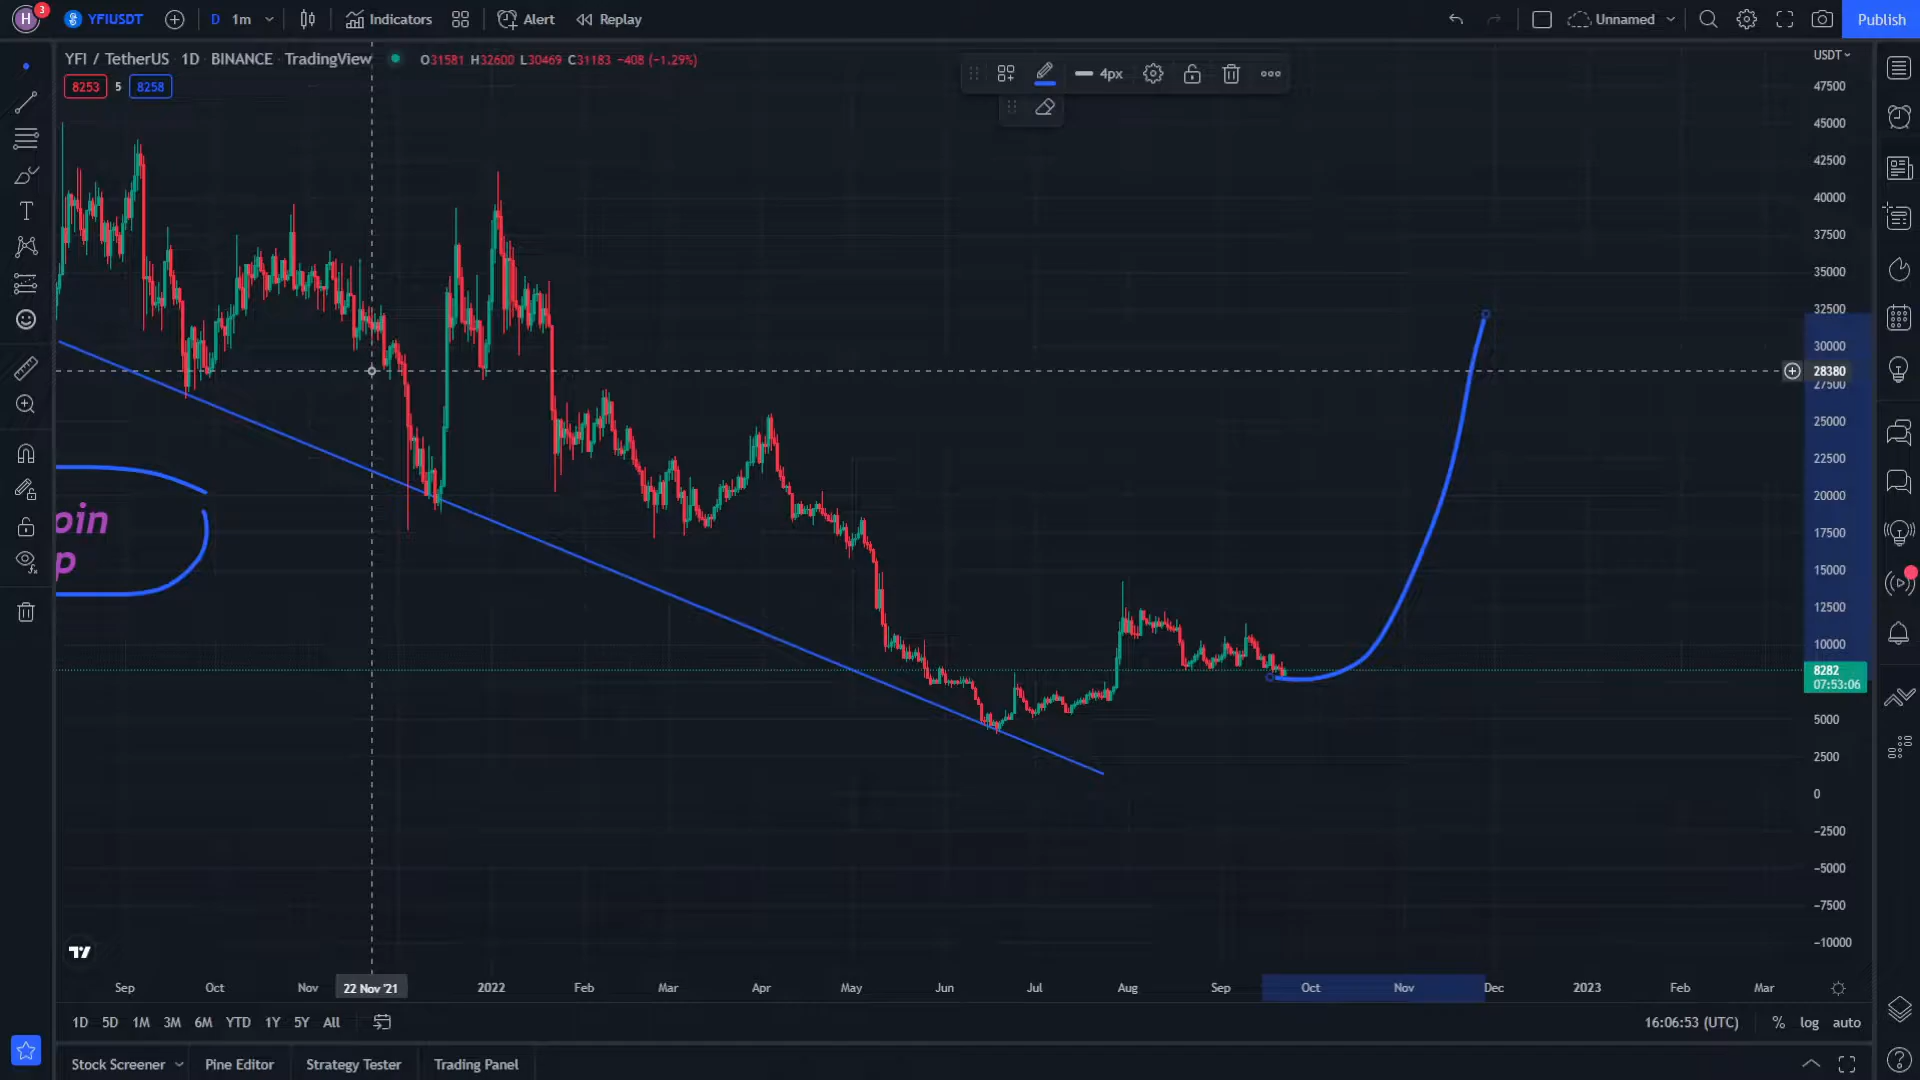 H 3 YFIUSDT D 1m Indicators Alert Replay Unnamed Publish
YFI / TetherUS 1D BINANCE TradingView O31581 H32600 L30469 C31183 −408 (−1.29%)
8253 5 8258
4px
USDT
47500
45000
42500
40000
37500
35000
32500
30000
28380
27500
25000
22500
20000
17500
15000
12500
10000
8282
07:53:06
5000
2500
0
−2500
−5000
−7500
−10000
oin
p
Sep Oct Nov 22 Nov '21 2022 Feb Mar Apr May Jun Jul Aug Sep Oct Nov Dec 2023 Feb Mar
1D 5D 1M 3M 6M YTD 1Y 5Y All 16:06:53 (UTC) % log auto
Stock Screener Pine Editor Strategy Tester Trading Panel